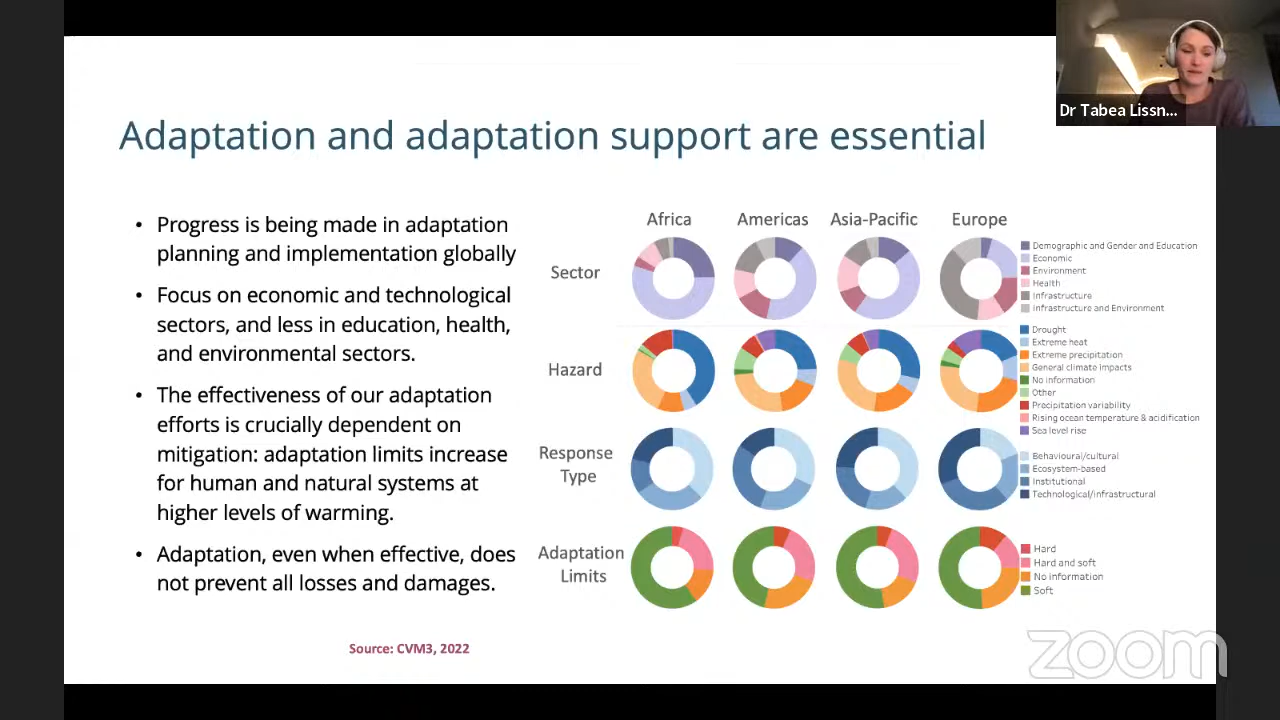 Dr Tabea Lissn...
Adaptation and adaptation support are essential
• Progress is being made in adaptation
planning and implementation globally
• Focus on economic and technological
sectors, and less in education, health,
and environmental sectors.
• The effectiveness of our adaptation
efforts is crucially dependent on
mitigation: adaptation limits increase
for human and natural systems at
higher levels of warming.
• Adaptation, even when effective, does
not prevent all losses and damages.
Source: CVM3, 2022
Africa Americas Asia-Pacific Europe
Sector
Demographic and Gender and Education
Economic
Environment
Health
Infrastructure
Infrastructure and Environment
Hazard
Drought
Extreme heat
Extreme precipitation
General climate impacts
No information
Other
Precipitation variability
Rising ocean temperature & acidification
Sea level rise
Response
Type
Behavioural/cultural
Ecosystem-based
Institutional
Technological/infrastructural
Adaptation
Limits
Hard
Hard and soft
No information
Soft
zoom